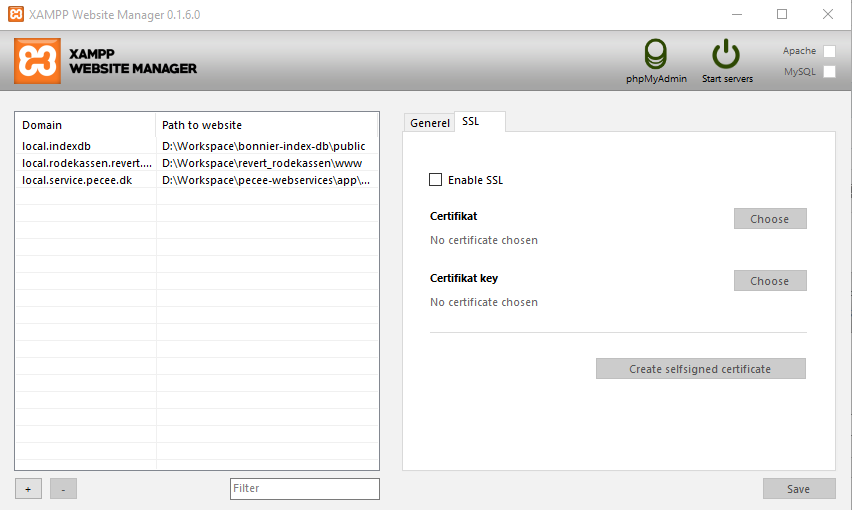 XAMPP Website Manager 0.1.6.0
XAMPP
WEBSITE MANAGER
phpMyAdmin
Start servers
Apache
MySQL
Domain Path to website
local.indexdb D:\Workspace\bonnier-index-db\public
local.rodekassen.revert.... D:\Workspace\revert_rodekassen\www
local.service.pecee.dk D:\Workspace\pecee-webservices\app\...
+ -
Filter
Generel SSL
Enable SSL
Certifikat
Choose
No certificate chosen
Certifikat key
Choose
No certificate chosen
Create selfsigned certificate
Save